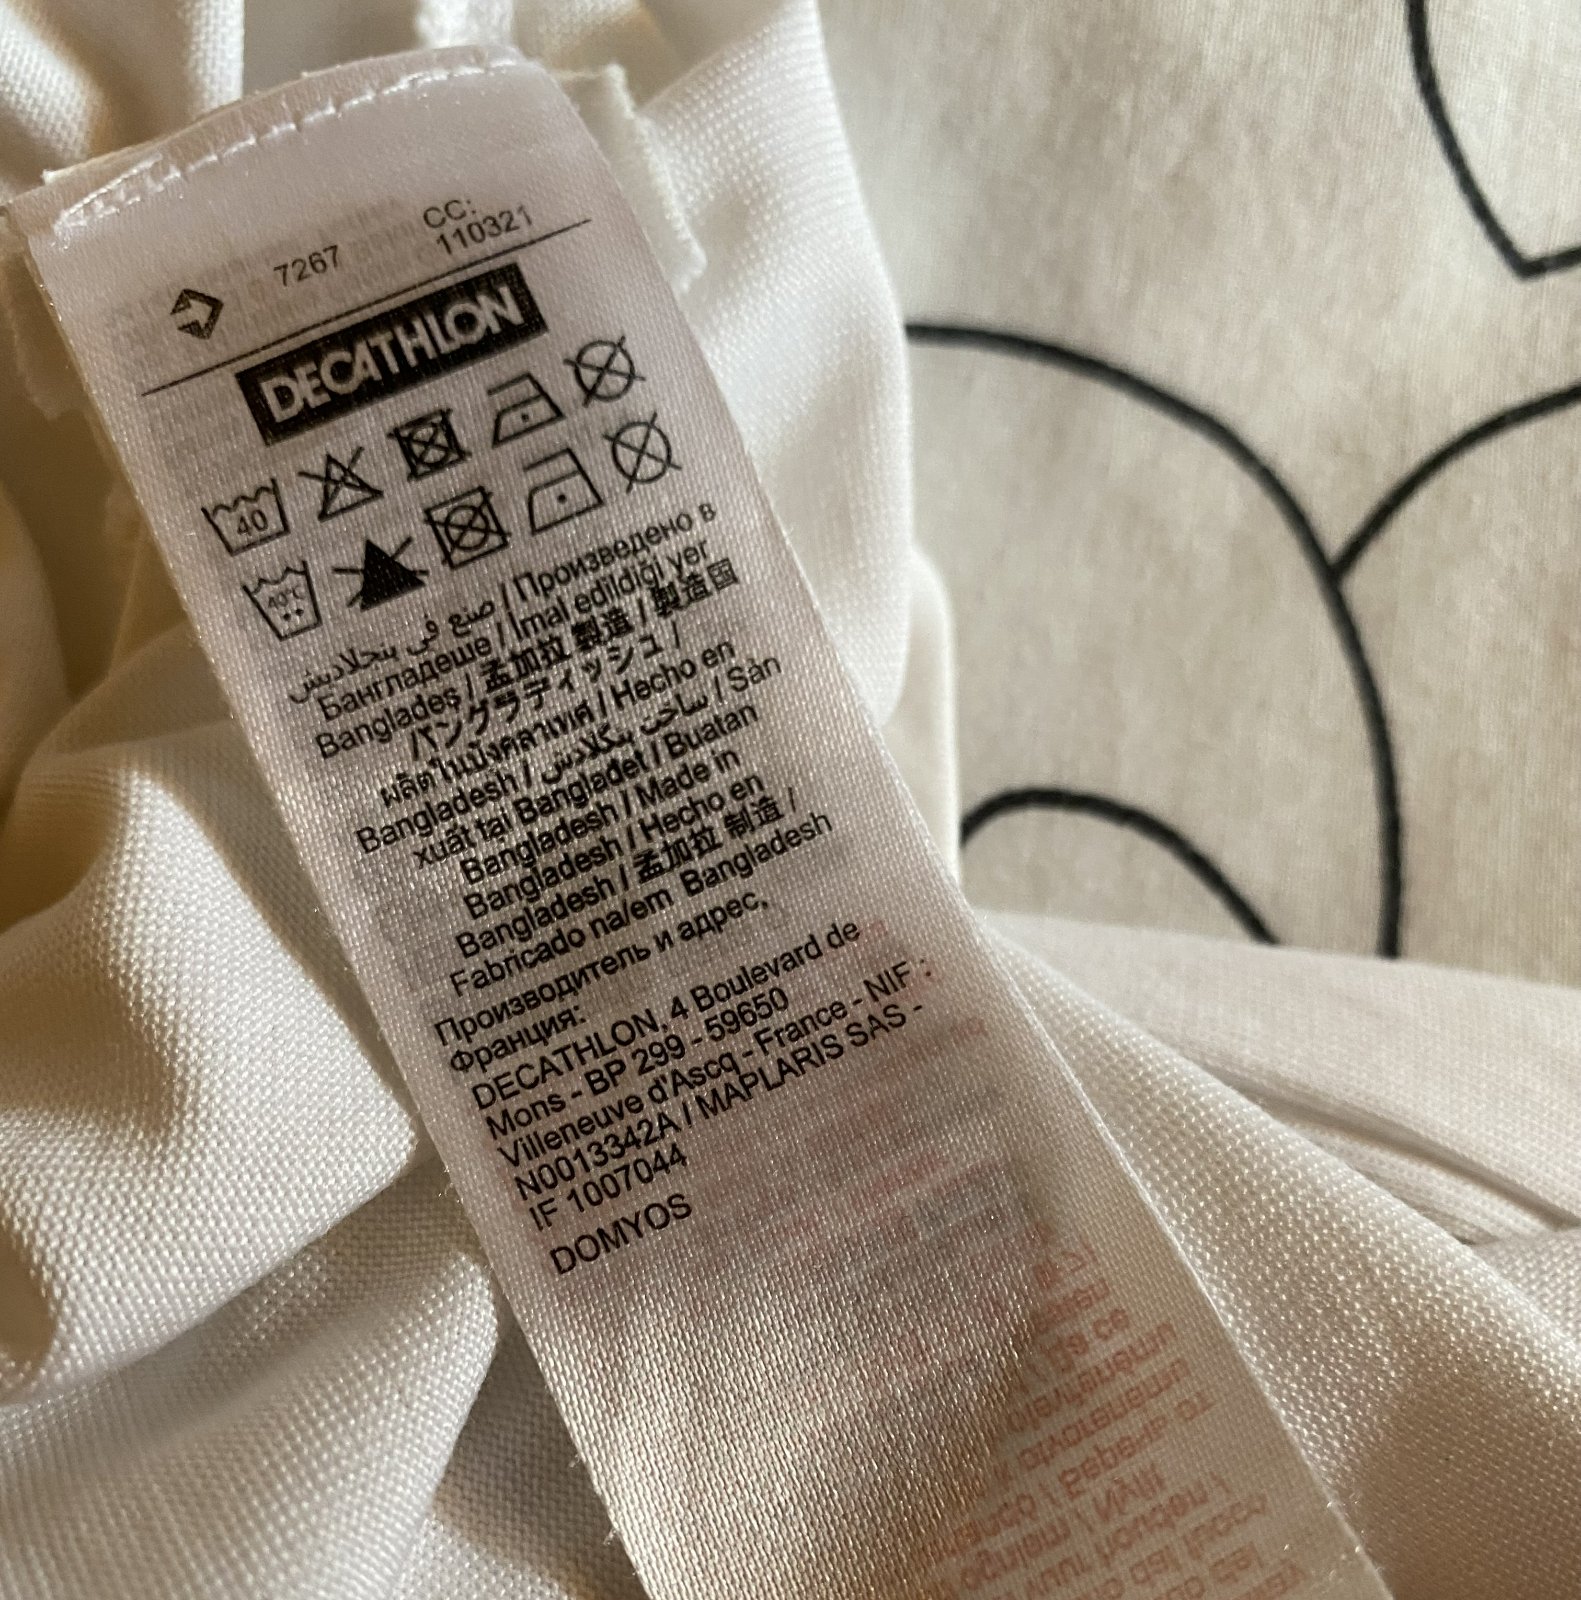 7267
CC:
110321
DECATHLON
40
40°C
صنع في بنجلاديش / Произведено в
Бангладеше / İmal edildiği yer
Bangladeş / 孟加拉 製造 / 製造国
バングラディッシュ /
ผลิตในบังคลาเทศ / Hecho en
Bangladesh / ساخت بنگلادش / Sản
xuất tại Bangladet / Buatan
Bangladesh / Made in
Bangladesh / Hecho en
Bangladesh / 孟加拉 制造 /
Fabricado na/em Bangladesh
Производитель и адрес,
Франция:
DECATHLON, 4 Boulevard de
Mons - BP 299 - 59650
Villeneuve d'Ascq - France - NIF :
N0013342A / MAPLARIS SAS -
IF 1007044
DOMYOS